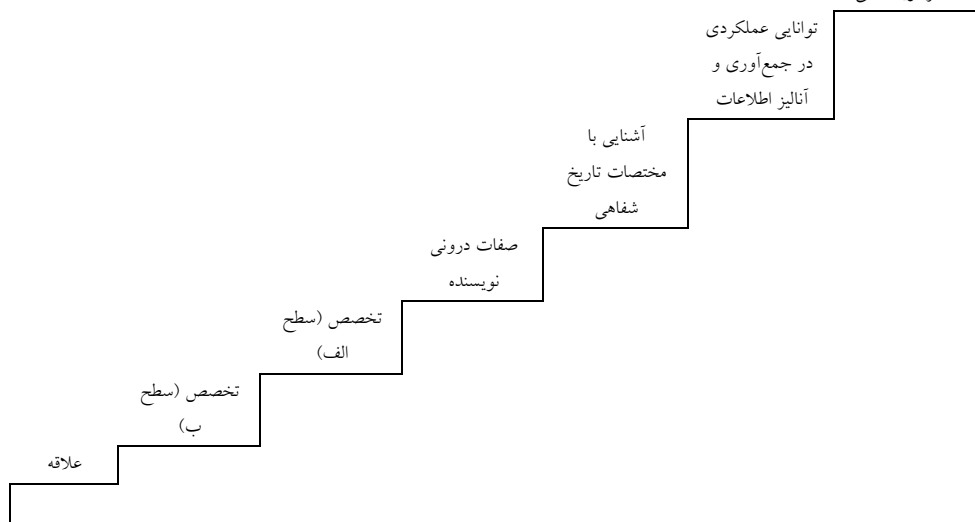 توانایی عملکردی
در جمع‌آوری و
آنالیز اطلاعات
آشنایی با
مختصات تاریخ
شفاهی
صفات درونی
نویسنده
تخصص (سطح
الف)
تخصص (سطح
ب)
علاقه